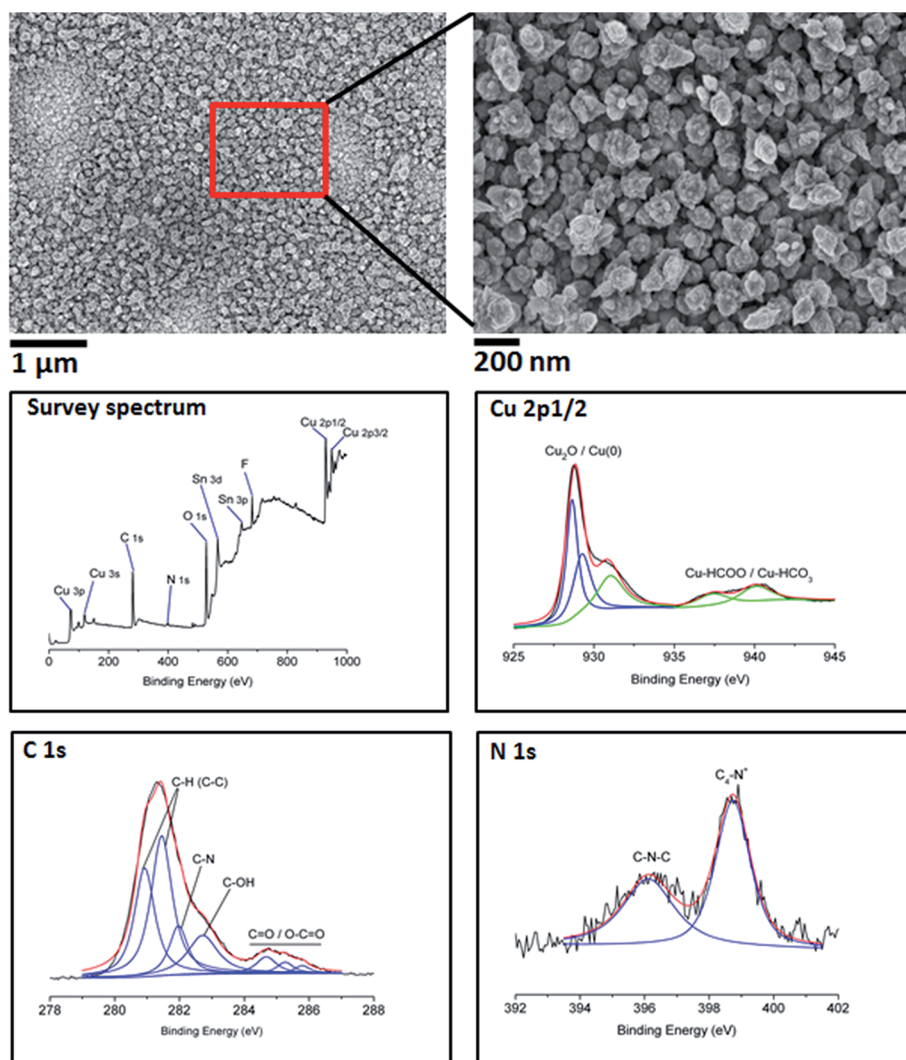 1 µm
200 nm
Survey spectrum
Cu 3p
Cu 3s
C 1s
N 1s
O 1s
Sn 3d
Sn 3p
F
Cu 2p1/2
Cu 2p3/2
0 200 400 600 800 1000
Binding Energy (eV)
Cu 2p1/2
Cu₂O / Cu(0)
Cu-HCOO / Cu-HCO₃
925 930 935 940 945
Binding Energy (eV)
C 1s
C-H (C-C)
C-N
C-OH
C=O / O-C=O
278 280 282 284 286 288
Binding Energy (eV)
N 1s
C₄-N⁺
C-N-C
392 394 396 398 400 402
Binding Energy (eV)